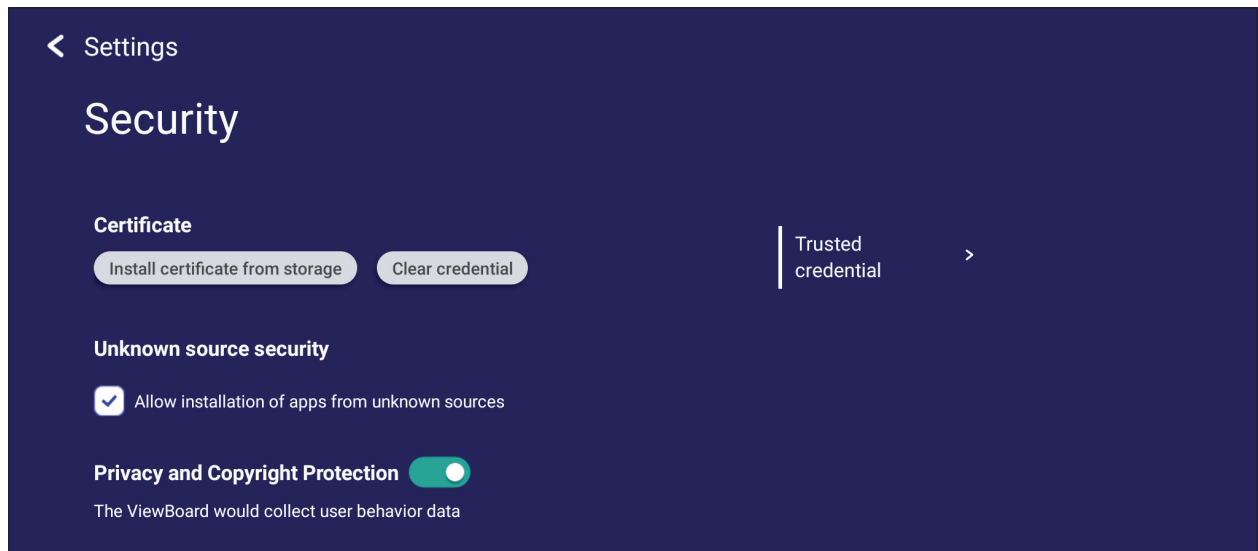 Settings
Security
Certificate
Install certificate from storage
Clear credential
Trusted
credential
Unknown source security
Allow installation of apps from unknown sources
Privacy and Copyright Protection
The ViewBoard would collect user behavior data